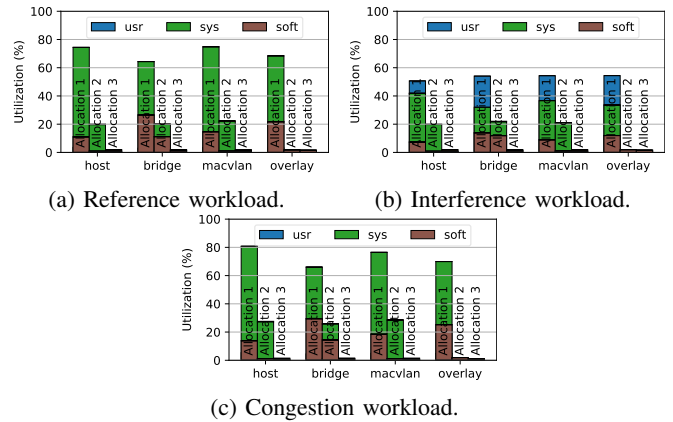 100
80
60
40
20
0
Utilization (%)
usr sys soft
Allocation 1
Allocation 2
Allocation 3
Allocation 1
Allocation 2
Allocation 3
Allocation 1
Allocation 2
Allocation 3
Allocation 1
Allocation 2
Allocation 3
host bridge macvlan overlay
(a) Reference workload.
100
80
60
40
20
0
Utilization (%)
usr sys soft
Allocation 1
Allocation 2
Allocation 3
Allocation 1
Allocation 2
Allocation 3
Allocation 1
Allocation 2
Allocation 3
Allocation 1
Allocation 2
Allocation 3
host bridge macvlan overlay
(b) Interference workload.
100
80
60
40
20
0
Utilization (%)
usr sys soft
Allocation 1
Allocation 2
Allocation 3
Allocation 1
Allocation 2
Allocation 3
Allocation 1
Allocation 2
Allocation 3
Allocation 1
Allocation 2
Allocation 3
host bridge macvlan overlay
(c) Congestion workload.